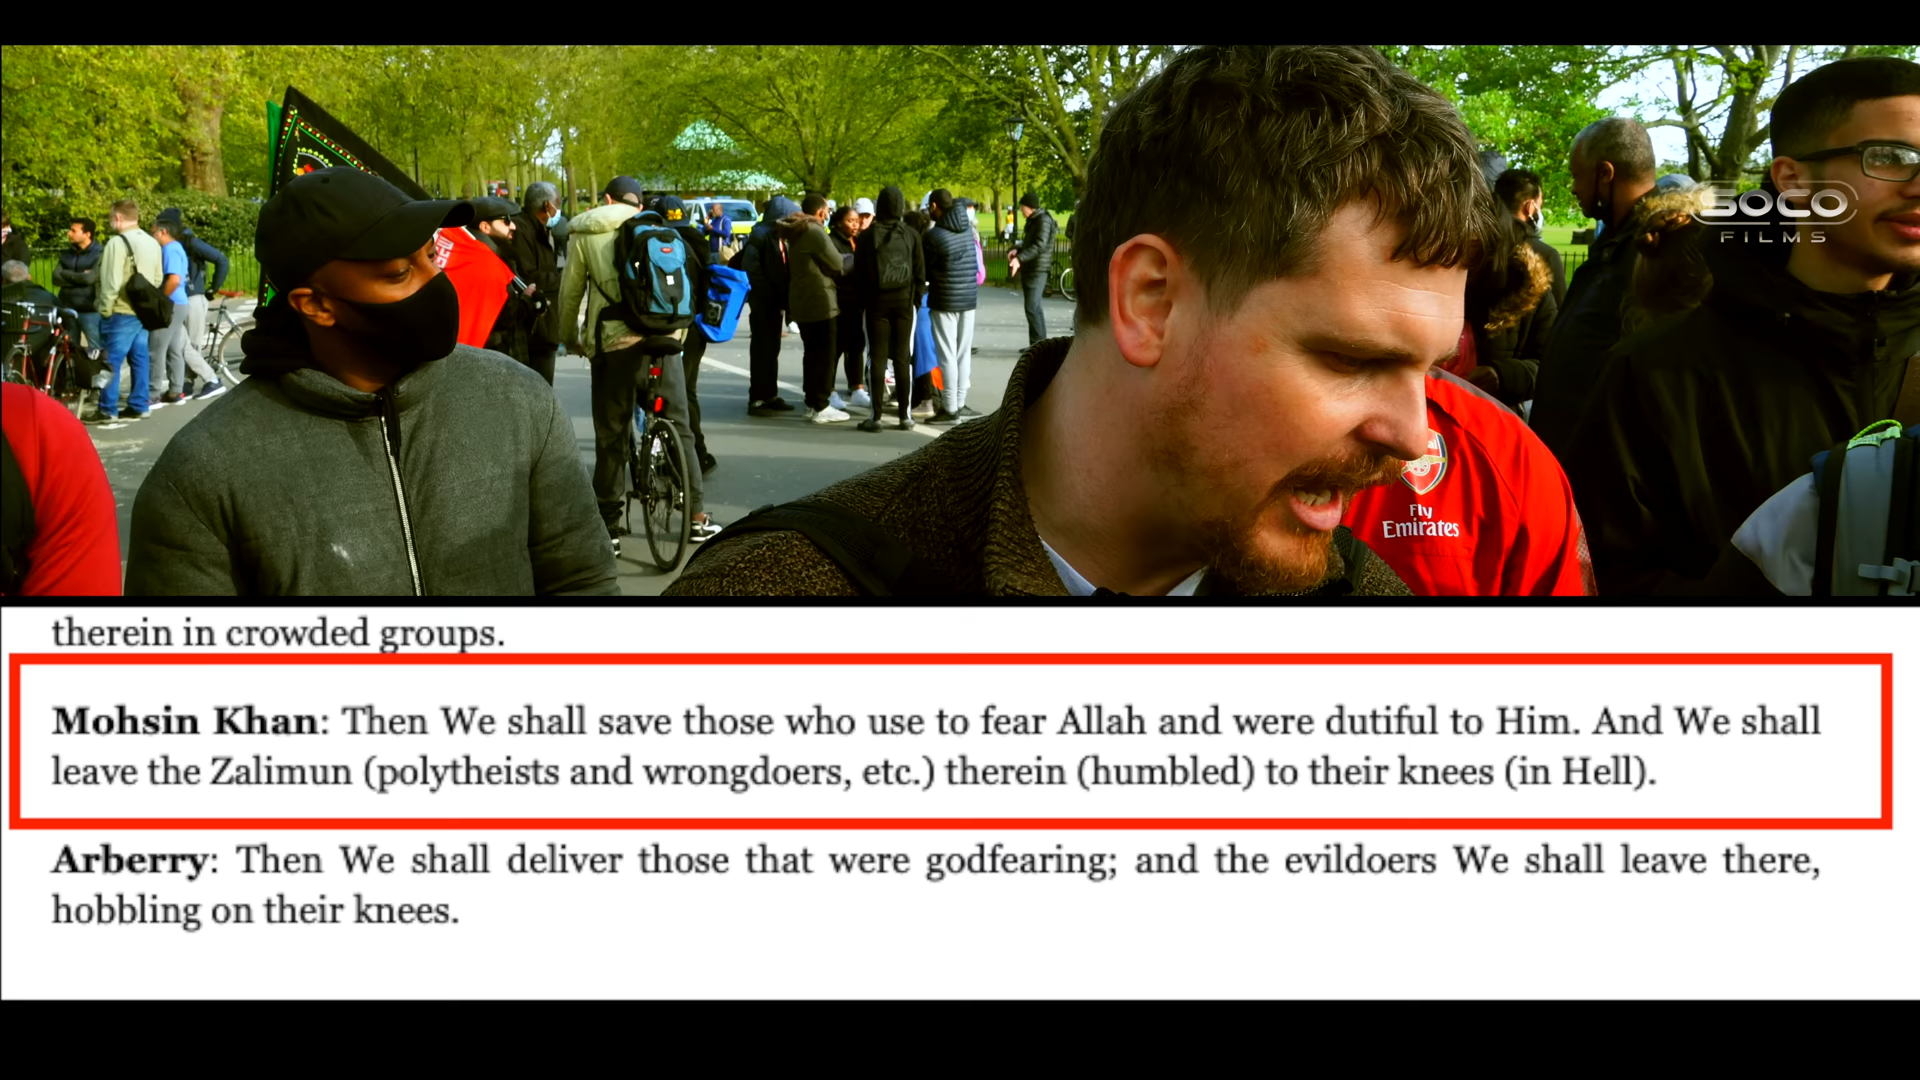 SOCO
FILMS
Fly
Emirates
therein in crowded groups.
Mohsin Khan: Then We shall save those who use to fear Allah and were dutiful to Him. And We shall
leave the Zalimun (polytheists and wrongdoers, etc.) therein (humbled) to their knees (in Hell).
Arberry: Then We shall deliver those that were godfearing; and the evildoers We shall leave there,
hobbling on their knees.